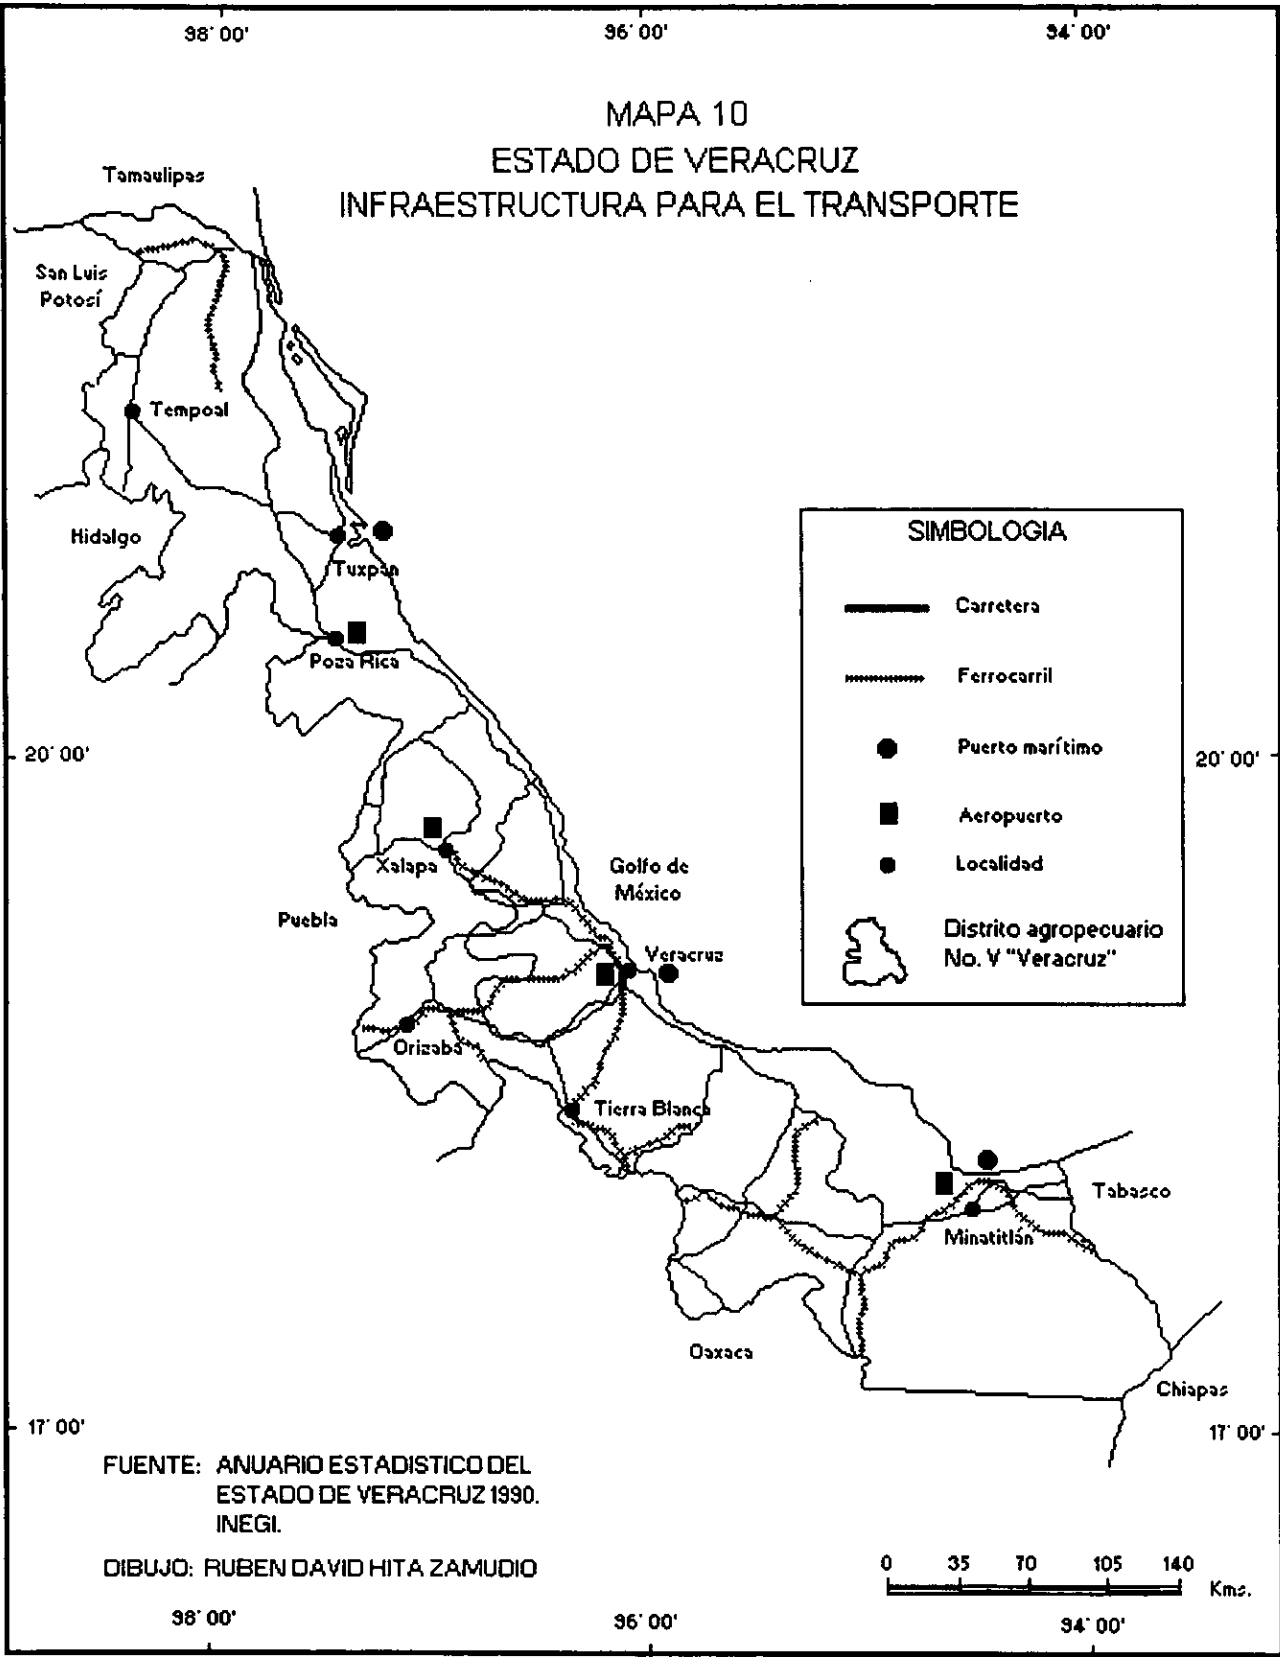 98° 00'
96° 00'
94° 00'
MAPA 10
ESTADO DE VERACRUZ
INFRAESTRUCTURA PARA EL TRANSPORTE
Tamaulipas
San Luis
Potosí
Tempoal
Hidalgo
Tuxpán
Poza Rica
SIMBOLOGIA
Carretera
Ferrocarril
Puerto marítimo
Aeropuerto
Localidad
Distrito agropecuario
No. V "Veracruz"
20° 00'
20° 00'
Xalapa
Golfo de
México
Puebla
Veracruz
Orizaba
Tierra Blanca
Tabasco
Minatitlán
Oaxaca
Chiapas
17° 00'
17° 00'
FUENTE: ANUARIO ESTADISTICO DEL
ESTADO DE VERACRUZ 1990.
INEGI.
DIBUJO: RUBEN DAVID HITA ZAMUDIO
0 35 70 105 140
Kms.
98° 00'
96° 00'
94° 00'